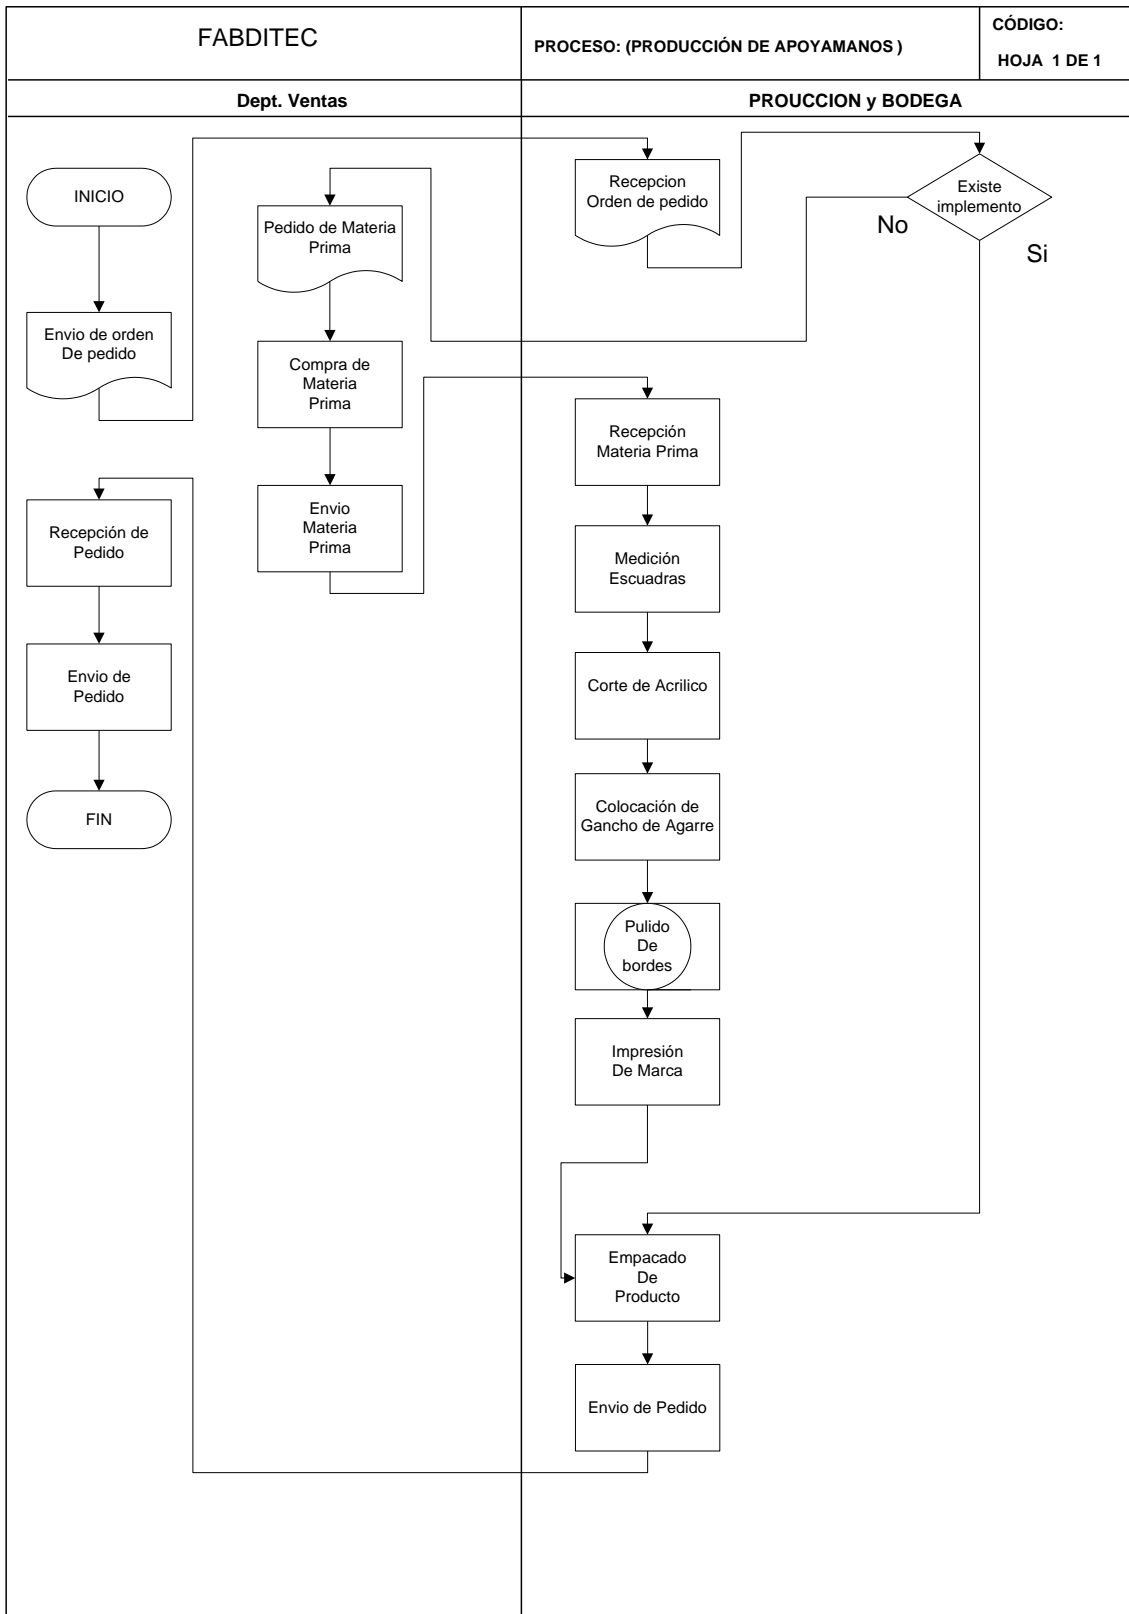 FABDITEC
PROCESO: (PRODUCCIÓN DE APOYAMANOS )
CÓDIGO:
HOJA 1 DE 1
Dept. Ventas
PROUCCION y BODEGA
INICIO
Envio de orden
De pedido
Recepción de
Pedido
Envio de
Pedido
FIN
Pedido de Materia
Prima
Compra de
Materia
Prima
Envio
Materia
Prima
Recepcion
Orden de pedido
Existe
implemento
No
Si
Recepción
Materia Prima
Medición
Escuadras
Corte de Acrilico
Colocación de
Gancho de Agarre
Pulido
De
bordes
Impresión
De Marca
Empacado
De
Producto
Envio de Pedido